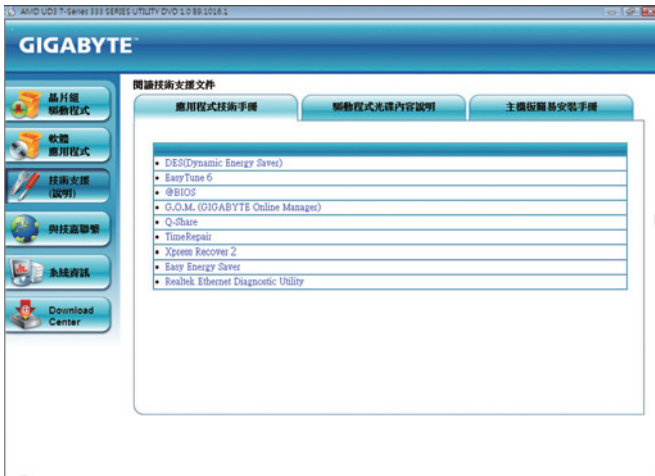 AMD UD3 7-Series 333 SERIES UTILITY DVD 1.0 B9.1016.1
GIGABYTE™
晶片組
驅動程式
軟體
應用程式
技術支援
(說明)
與技嘉聯繫
系統資訊
Download
Center
閱讀技術支援文件
應用程式技術手冊
驅動程式光碟內容說明
主機板簡易安裝手冊
• DES(Dynamic Energy Saver)
• EasyTune 6
• @BIOS
• G.O.M. (GIGABYTE Online Manager)
• Q-Share
• TimeRepair
• Xpress Recover 2
• Easy Energy Saver
• Realtek Ethernet Diagnostic Utility